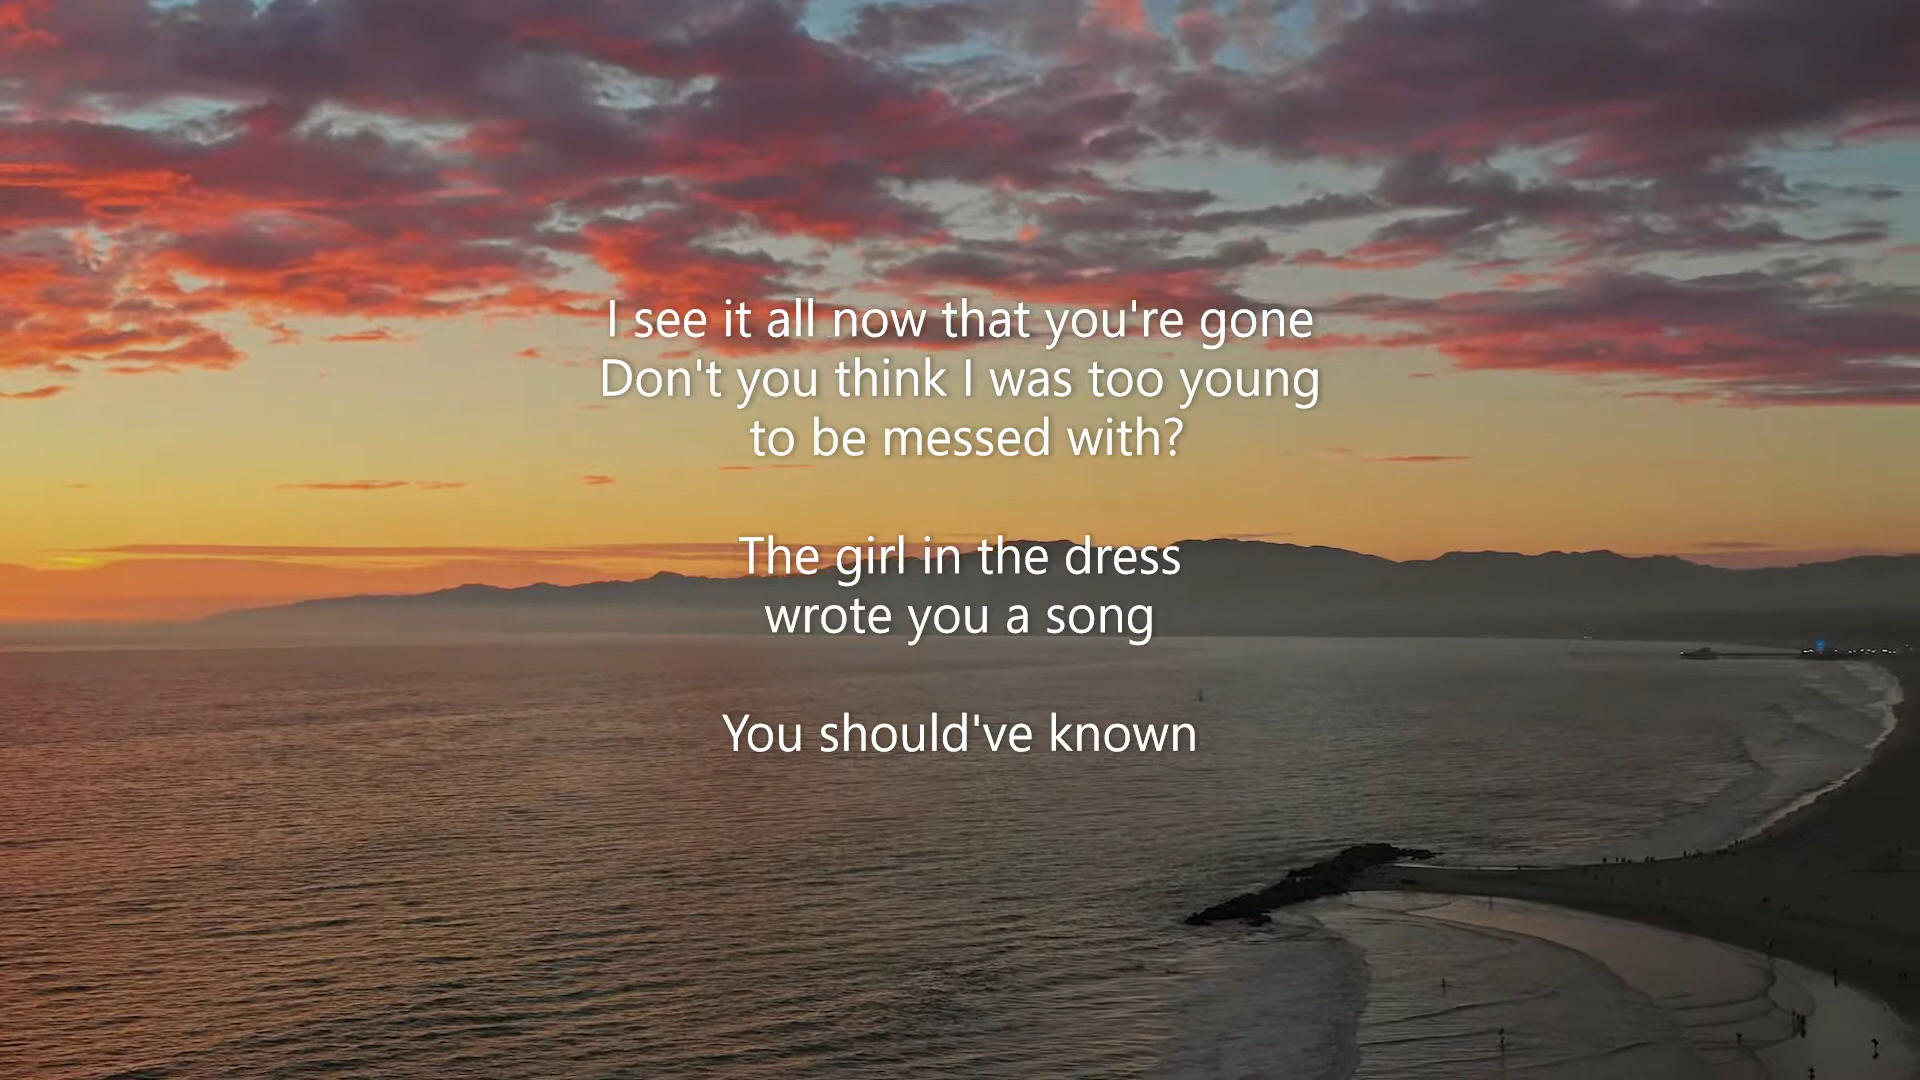 I see it all now that you're gone
Don't you think I was too young
to be messed with?
The girl in the dress
wrote you a song
You should've known